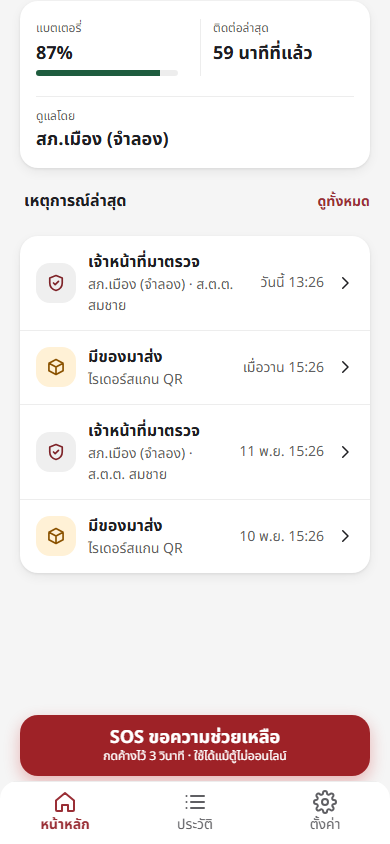 แบตเตอรี่
ติดต่อล่าสุด
87%
59 นาทีที่แล้ว
ดูแลโดย
สภ.เมือง (จำลอง)
เหตุการณ์ล่าสุด
ดูทั้งหมด
เจ้าหน้าที่มาตรวจ
สภ.เมือง (จำลอง) · ส.ต.ต.
สมชาย
วันนี้ 13:26
มีของมาส่ง
ไรเดอร์สแกน QR
เมื่อวาน 15:26
เจ้าหน้าที่มาตรวจ
สภ.เมือง (จำลอง) ·
ส.ต.ต. สมชาย
11 พ.ย. 15:26
มีของมาส่ง
ไรเดอร์สแกน QR
10 พ.ย. 15:26
SOS ขอความช่วยเหลือ
กดค้างไว้ 3 วินาที · ใช้ได้แม้ตู้ไม่ออนไลน์
หน้าหลัก
ประวัติ
ตั้งค่า